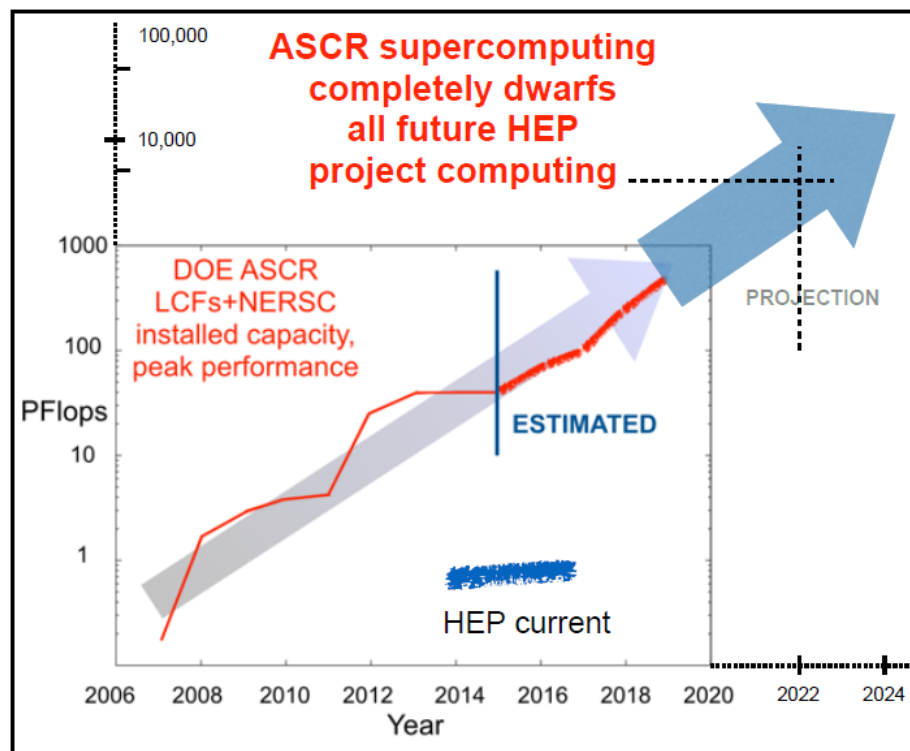 100,000
ASCR supercomputing
completely dwarfs
all future HEP
project computing
10,000
1000
DOE ASCR
LCFs+NERSC
installed capacity,
peak performance
PROJECTION
100
PFlops
ESTIMATED
10
1
HEP current
2006 2008 2010 2012 2014 2016 2018 2020 2022 2024
Year